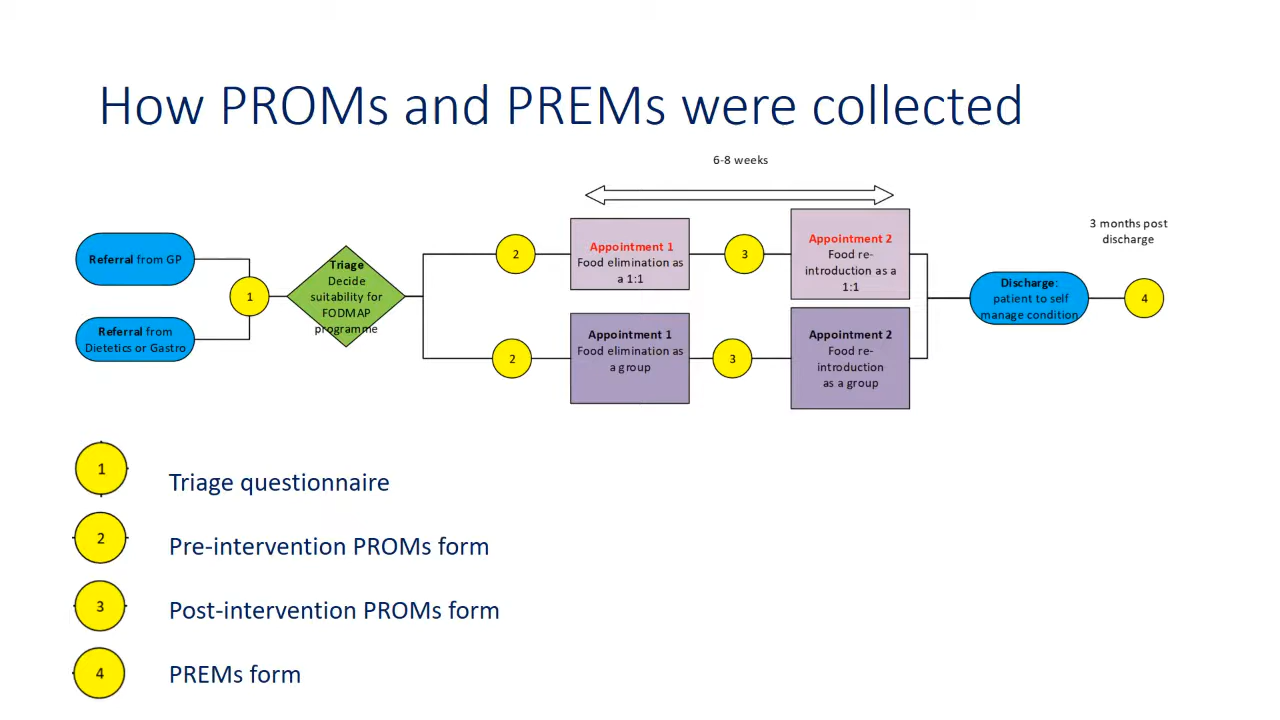 How PROMs and PREMs were collected
6-8 weeks
3 months post
discharge
Referral from GP
Referral from
Dietetics or Gastro
1
Triage
Decide
suitability for
FODMAP
programme
2
Appointment 1
Food elimination as
a 1:1
3
Appointment 2
Food re-
introduction as a
1:1
2
Appointment 1
Food elimination as
a group
3
Appointment 2
Food re-
introduction
as a group
Discharge:
patient to self
manage condition
4
1
Triage questionnaire
2
Pre-intervention PROMs form
3
Post-intervention PROMs form
4
PREMs form